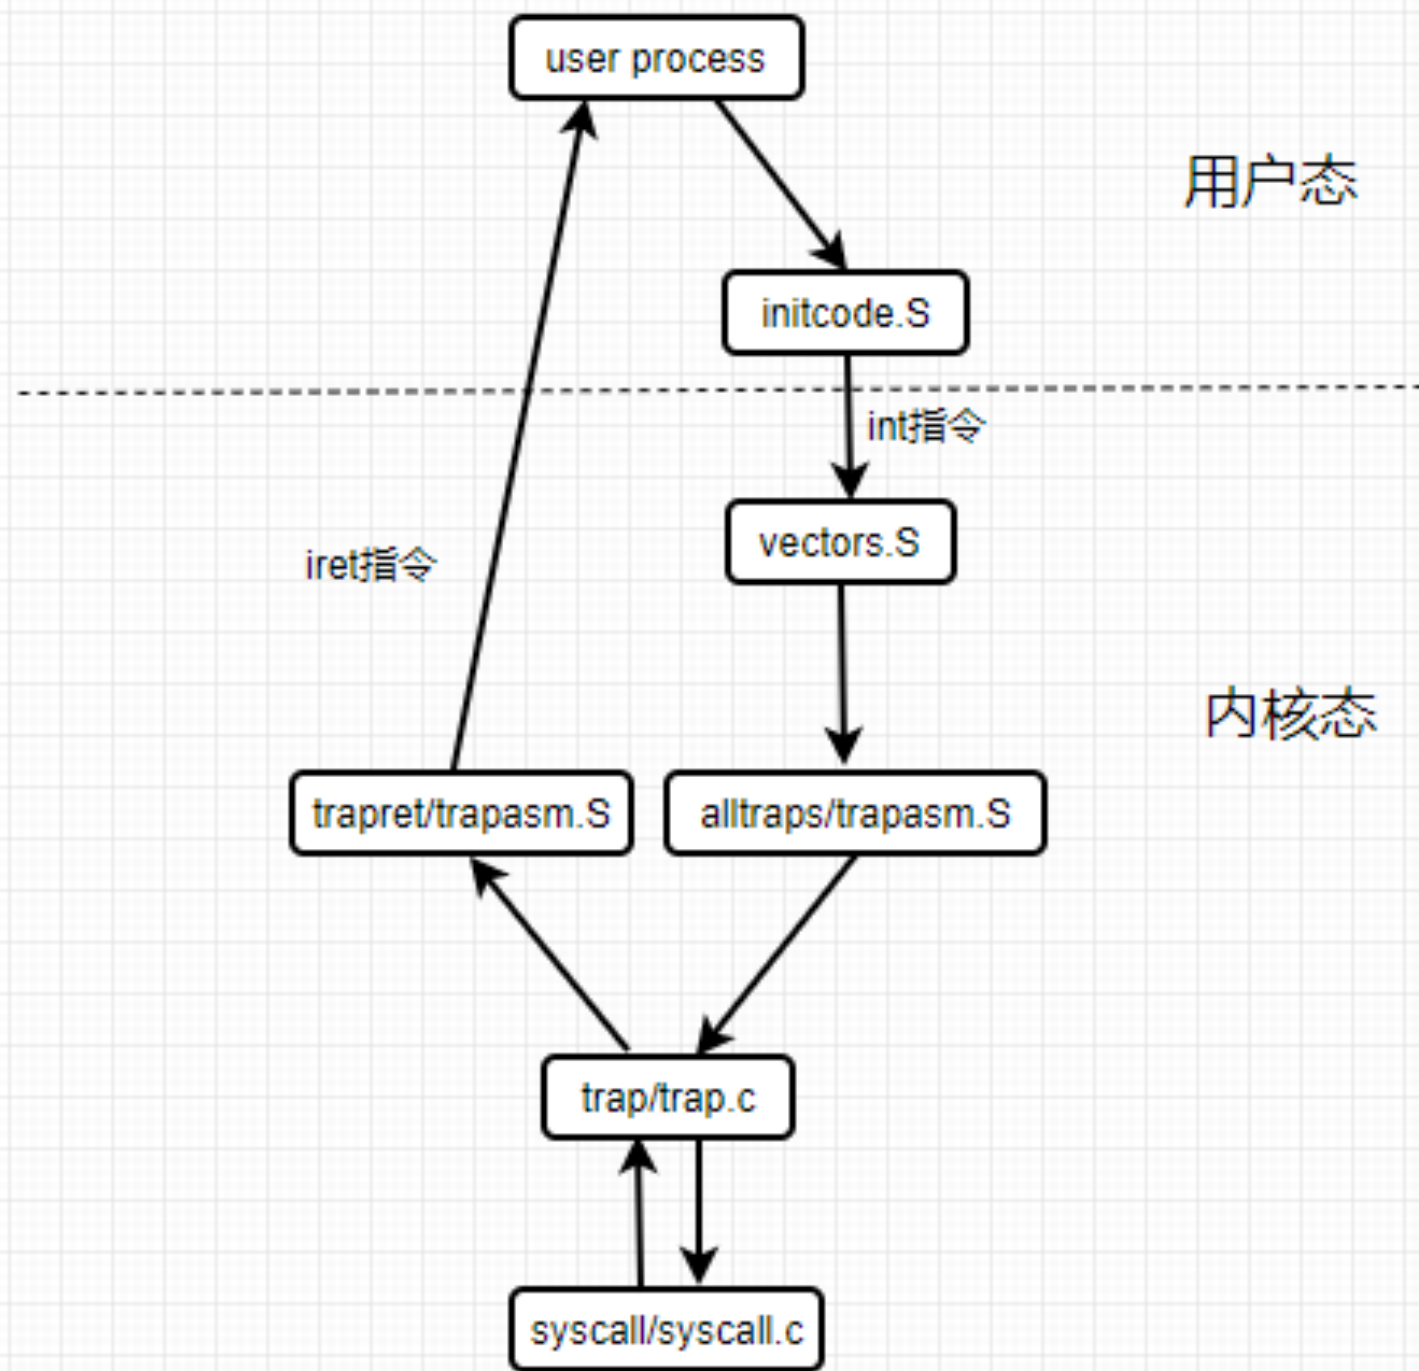 user process
用户态
initcode.S
int指令
vectors.S
iret指令
内核态
trapret/trapasm.S
alltraps/trapasm.S
trap/trap.c
syscall/syscall.c